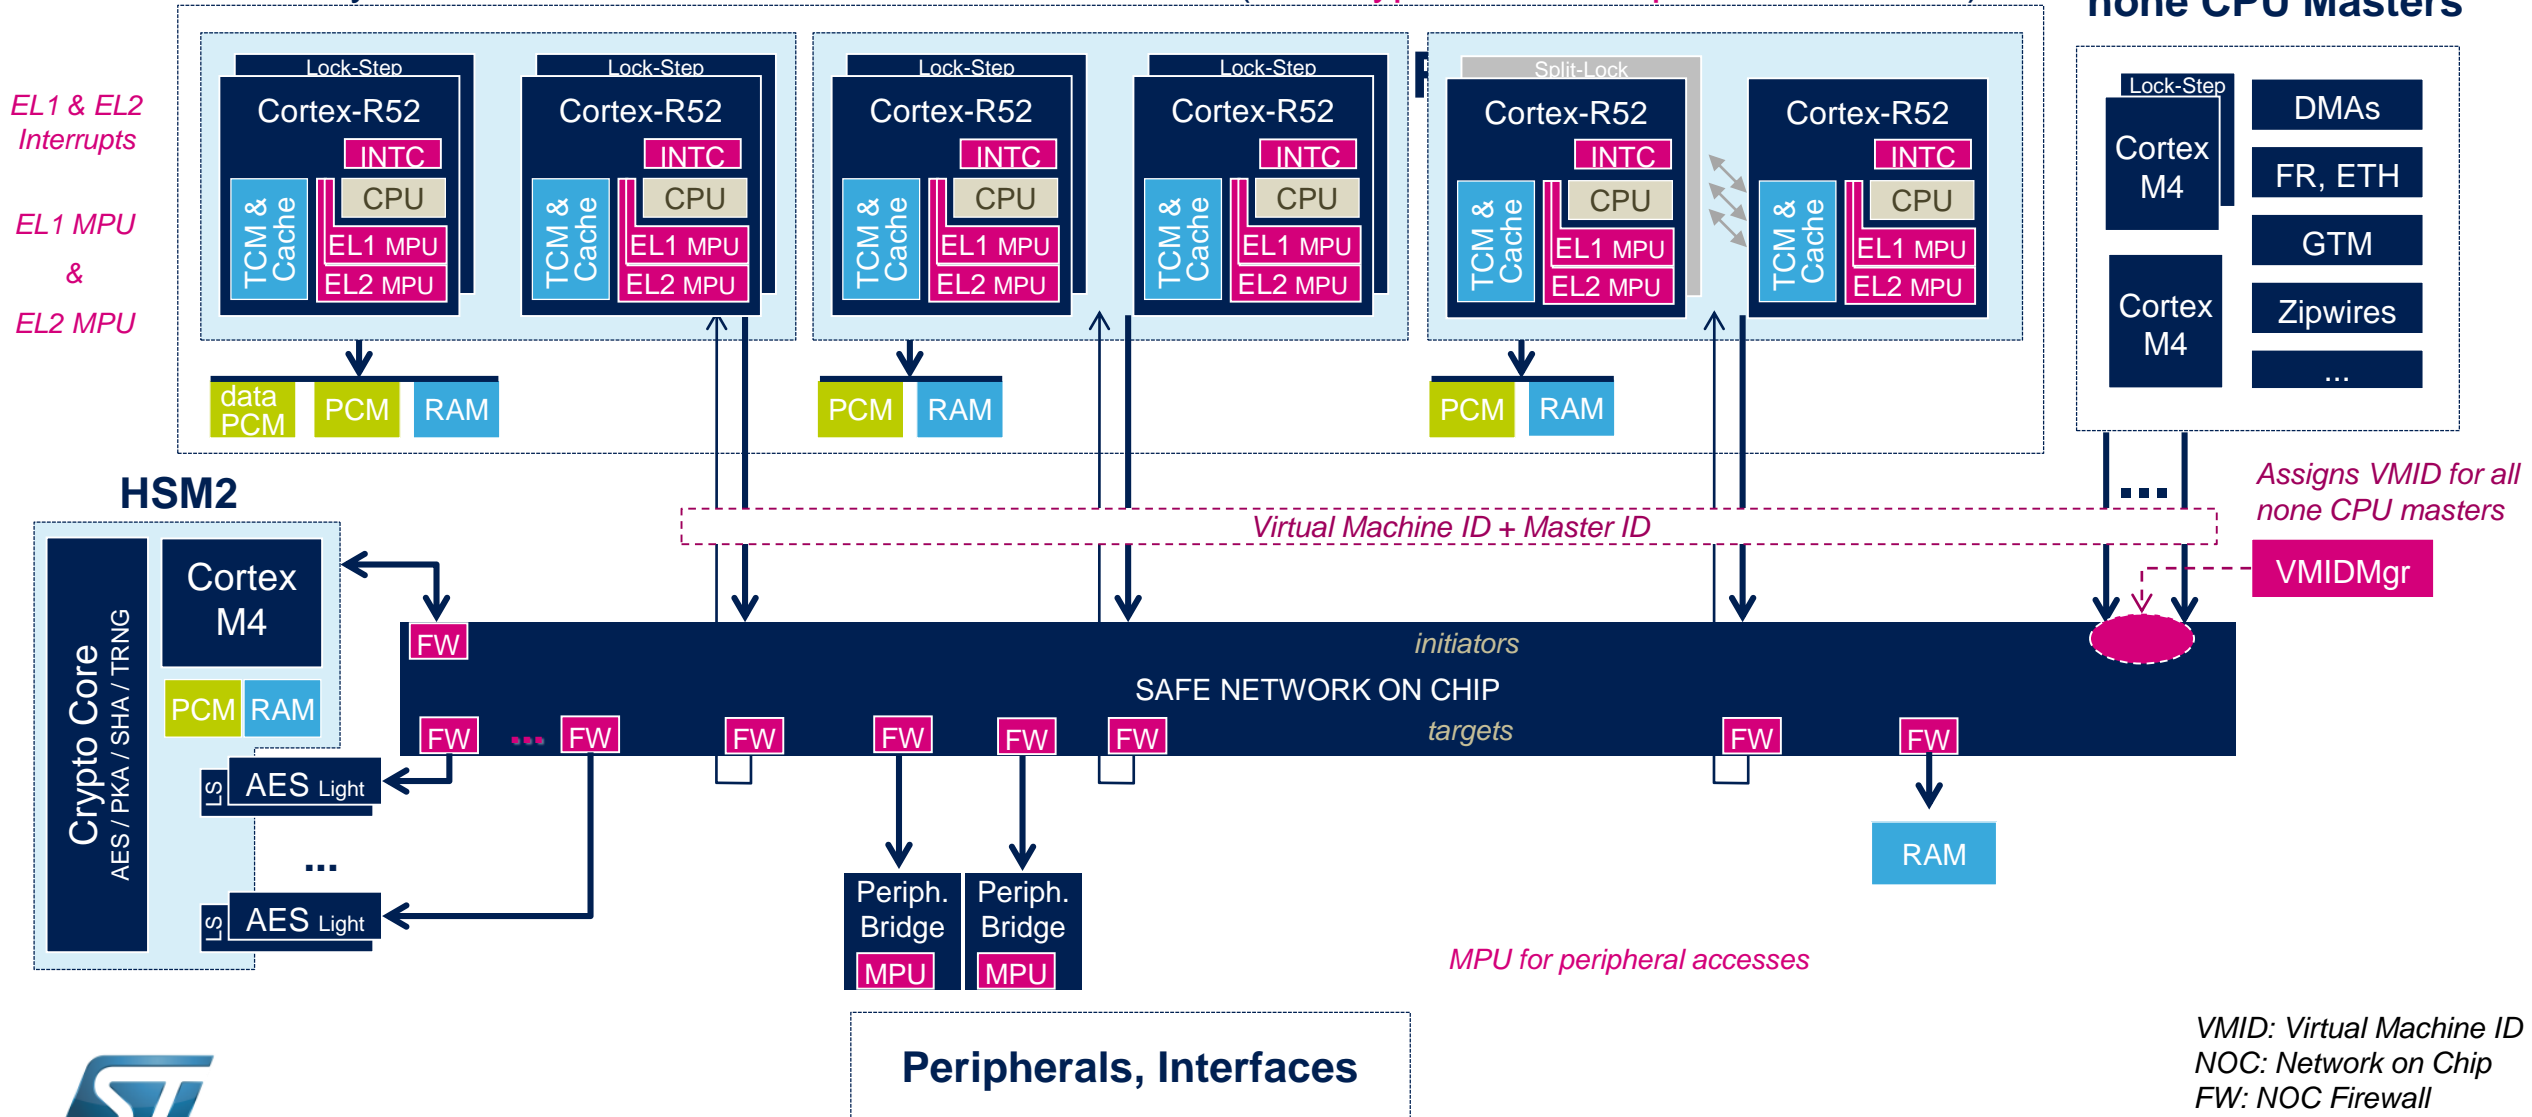 none CPU Masters
EL1 & EL2
Interrupts
EL1 MPU
&
EL2 MPU
Lock-Step
Cortex-R52
INTC
CPU
TCM &
Cache
EL1 MPU
EL2 MPU
Lock-Step
Cortex-R52
INTC
CPU
TCM &
Cache
EL1 MPU
EL2 MPU
data
PCM
PCM
RAM
Lock-Step
Cortex-R52
INTC
CPU
TCM &
Cache
EL1 MPU
EL2 MPU
Lock-Step
Cortex-R52
INTC
CPU
TCM &
Cache
EL1 MPU
EL2 MPU
PCM
RAM
Split-Lock
Cortex-R52
INTC
CPU
TCM &
Cache
EL1 MPU
EL2 MPU
Cortex-R52
INTC
CPU
TCM &
Cache
EL1 MPU
EL2 MPU
PCM
RAM
Lock-Step
Cortex
M4
Cortex
M4
DMAs
FR, ETH
GTM
Zipwires
...
...
Assigns VMID for all
none CPU masters
VMIDMgr
Virtual Machine ID + Master ID
HSM2
Crypto Core
AES / PKA / SHA / TRNG
Cortex
M4
PCM
RAM
LS
AES Light
...
LS
AES Light
FW
initiators
SAFE NETWORK ON CHIP
targets
FW
...
FW
FW
FW
FW
FW
FW
FW
RAM
Periph.
Bridge
MPU
Periph.
Bridge
MPU
MPU for peripheral accesses
Peripherals, Interfaces
VMID: Virtual Machine ID
NOC: Network on Chip
FW: NOC Firewall
ST